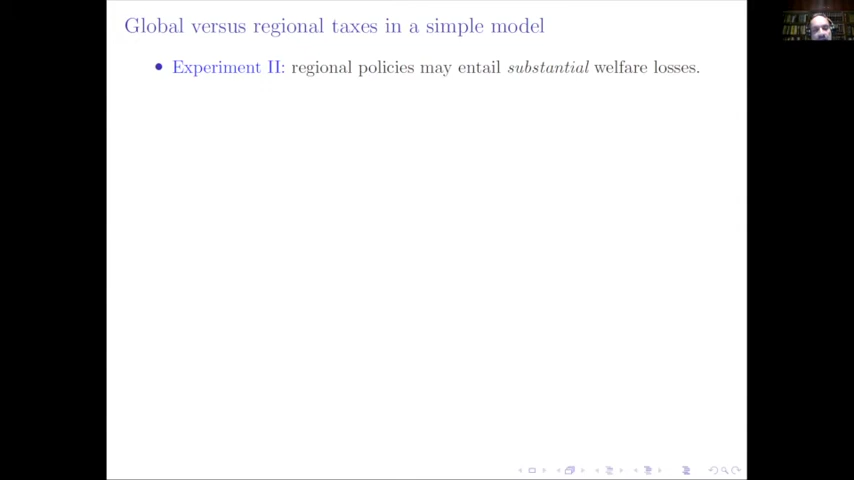 Global versus regional taxes in a simple model
• Experiment II: regional policies may entail substantial welfare losses.